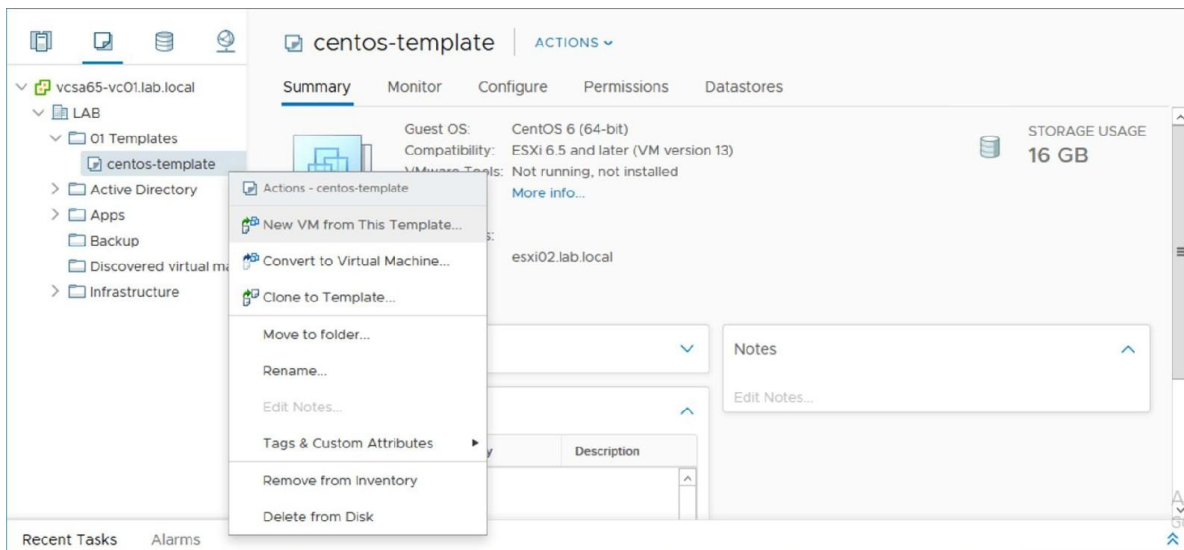 centos-template
ACTIONS
vcsa65-vc01.lab.local
LAB
01 Templates
centos-template
Active Directory
Apps
Backup
Discovered virtual ma
Infrastructure
Summary Monitor Configure Permissions Datastores
Guest OS: CentOS 6 (64-bit)
Compatibility: ESXi 6.5 and later (VM version 13)
VMware Tools: Not running, not installed
More info...
s:
esxi02.lab.local
STORAGE USAGE
16 GB
Actions - centos-template
New VM from This Template...
Convert to Virtual Machine...
Clone to Template...
Move to folder...
Rename...
Edit Notes...
Tags & Custom Attributes
Remove from Inventory
Delete from Disk
Notes
Edit Notes...
y Description
Recent Tasks Alarms